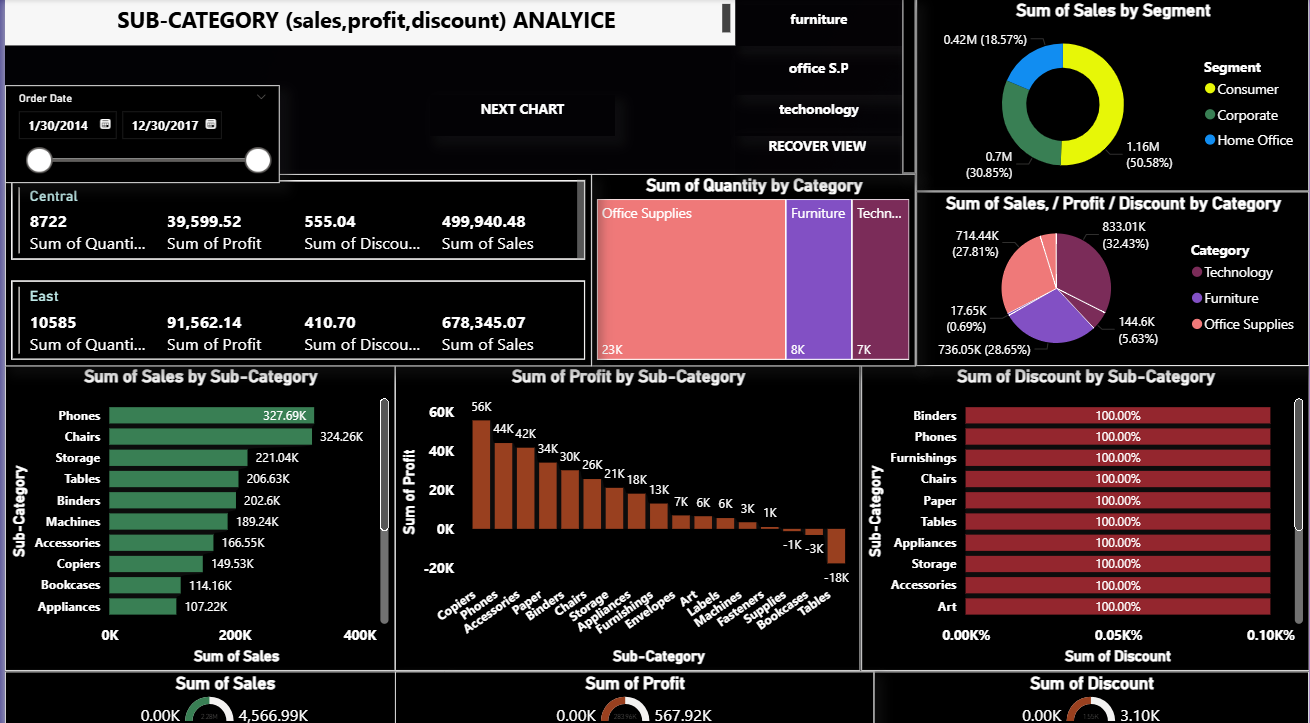 SUB-CATEGORY (sales,profit,discount) ANALYICE
furniture
office S.P
techonology
RECOVER VIEW
NEXT CHART
Order Date
1/30/2014
12/30/2017
Sum of Sales by Segment
0.42M (18.57%)
0.7M
(30.85%)
1.16M
(50.58%)
Segment
Consumer
Corporate
Home Office
Central
8722 39,599.52 555.04 499,940.48
Sum of Quanti... Sum of Profit Sum of Discou... Sum of Sales
East
10585 91,562.14 410.70 678,345.07
Sum of Quanti... Sum of Profit Sum of Discou... Sum of Sales
Sum of Quantity by Category
Office Supplies Furniture Techn...
23K 8K 7K
Sum of Sales, / Profit / Discount by Category
714.44K
(27.81%)
833.01K
(32.43%)
17.65K
(0.69%)
144.6K
(5.63%)
736.05K (28.65%)
Category
Technology
Furniture
Office Supplies
Sum of Sales by Sub-Category
Sub-Category
Phones 327.69K
Chairs 324.26K
Storage 221.04K
Tables 206.63K
Binders 202.6K
Machines 189.24K
Accessories 166.55K
Copiers 149.53K
Bookcases 114.16K
Appliances 107.22K
0K 200K 400K
Sum of Sales
Sum of Profit by Sub-Category
Sum of Profit
60K
40K
20K
0K
-20K
56K 44K 42K 34K 30K 26K 21K 18K 13K 7K 6K 6K 3K 1K -1K -3K -18K
Copiers Phones Accessories Paper Binders Chairs Storage Appliances Furnishings Envelopes Art Labels Machines Fasteners Supplies Bookcases Tables
Sub-Category
Sum of Discount by Sub-Category
Sub-Category
Binders 100.00%
Phones 100.00%
Furnishings 100.00%
Chairs 100.00%
Paper 100.00%
Tables 100.00%
Appliances 100.00%
Storage 100.00%
Accessories 100.00%
Art 100.00%
0.00K% 0.05K% 0.10K%
Sum of Discount
Sum of Sales
0.00K 4,566.99K
Sum of Profit
0.00K 567.92K
Sum of Discount
0.00K 3.10K